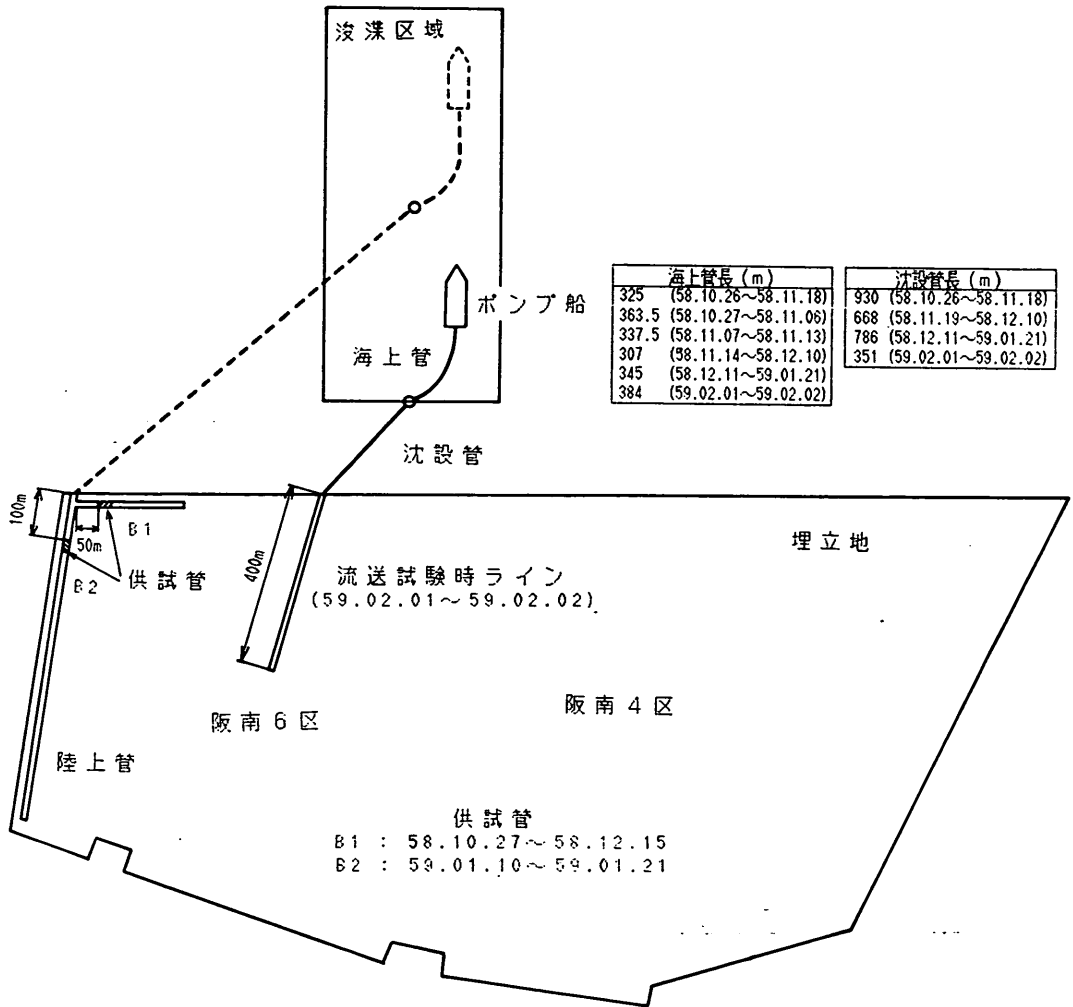 浚渫区域
ポンプ船
海上管
沈設管
海上管長 (m)
325 (58.10.26～58.11.18)
363.5 (58.10.27～58.11.06)
337.5 (58.11.07～58.11.13)
307 (58.11.14～58.12.10)
345 (58.12.11～59.01.21)
384 (59.02.01～59.02.02)
沈設管長 (m)
930 (58.10.26～58.11.18)
668 (58.11.19～58.12.10)
786 (58.12.11～59.01.21)
351 (59.02.01～59.02.02)
100m
50m
B1
B2
供試管
400m
流送試験時ライン
(59.02.01～59.02.02)
埋立地
阪南6区
阪南4区
陸上管
供試管
B1 : 58.10.27～58.12.15
B2 : 59.01.10～59.01.21